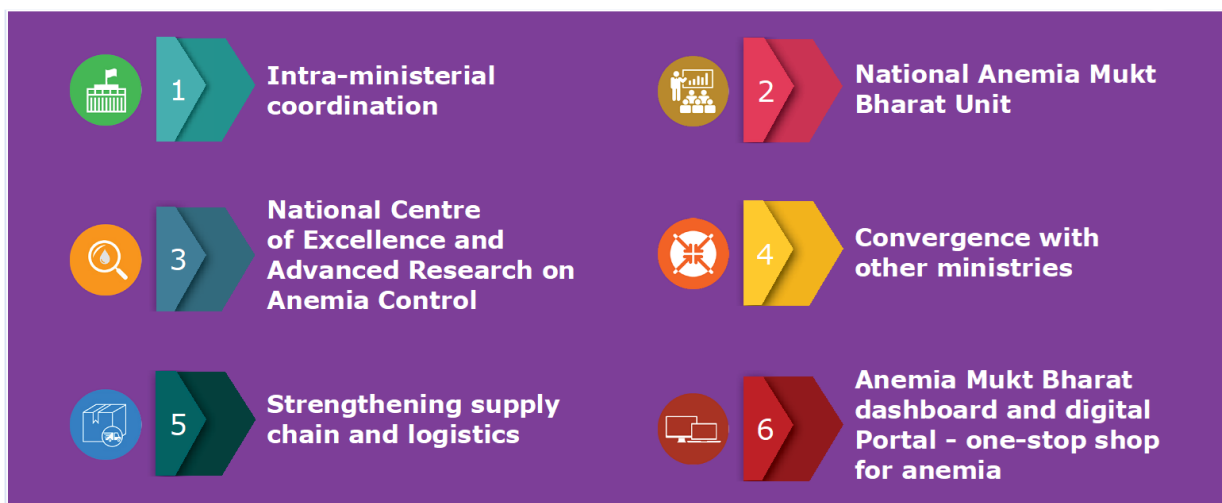 1
Intra-ministerial
coordination
2
National Anemia Mukt
Bharat Unit
3
National Centre
of Excellence and
Advanced Research on
Anemia Control
4
Convergence with
other ministries
5
Strengthening supply
chain and logistics
6
Anemia Mukt Bharat
dashboard and digital
Portal - one-stop shop
for anemia